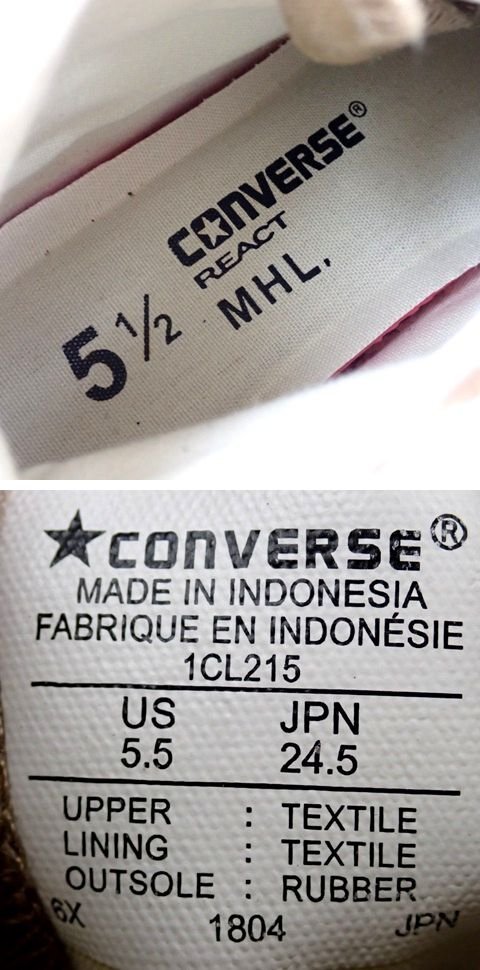 CONVERSE®
REACT
5 1/2 MHL.
★CONVERSE®
MADE IN INDONESIA
FABRIQUE EN INDONÉSIE
1CL215
US JPN
5.5 24.5
UPPER : TEXTILE
LINING : TEXTILE
OUTSOLE : RUBBER
6X 1804 JPN